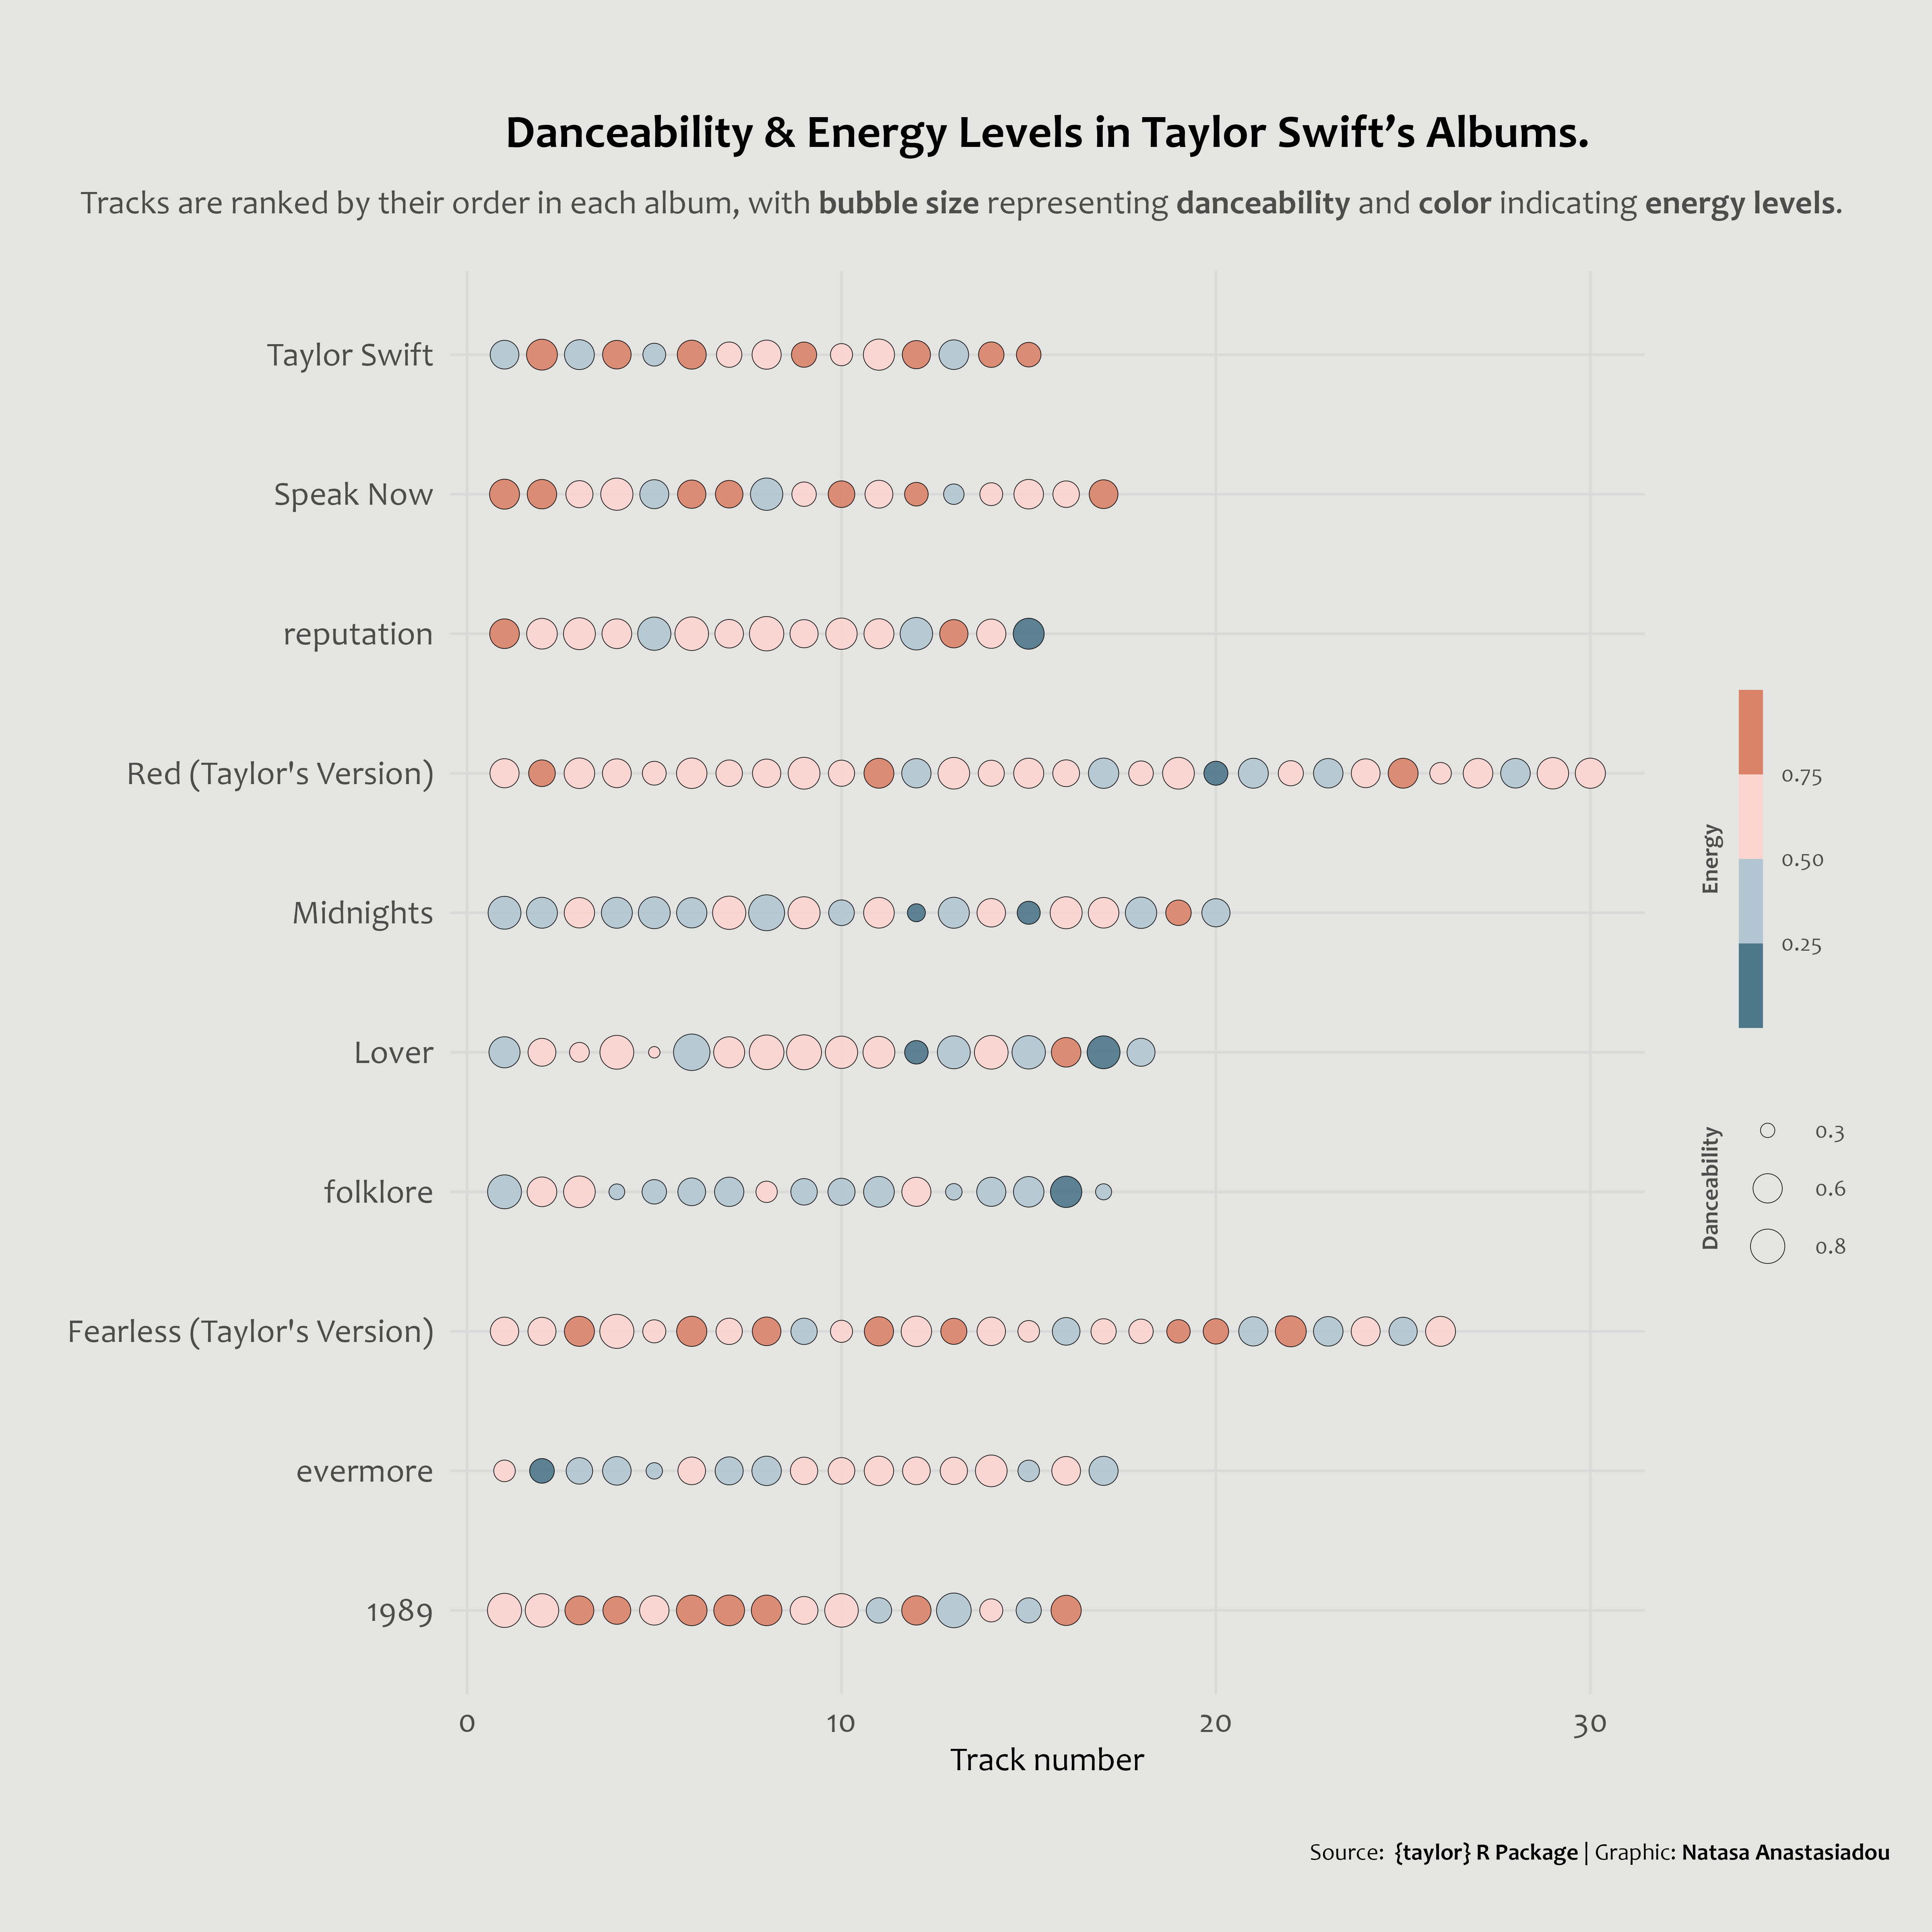 Danceability & Energy Levels in Taylor Swift’s Albums.
Tracks are ranked by their order in each album, with bubble size representing danceability and color indicating energy levels.
Taylor Swift
Speak Now
reputation
Red (Taylor's Version)
Midnights
Lover
folklore
Fearless (Taylor's Version)
evermore
1989
0 10 20 30
Track number
Energy
0.75
0.50
0.25
Danceability
0.3
0.6
0.8
Source: {taylor} R Package | Graphic: Natasa Anastasiadou